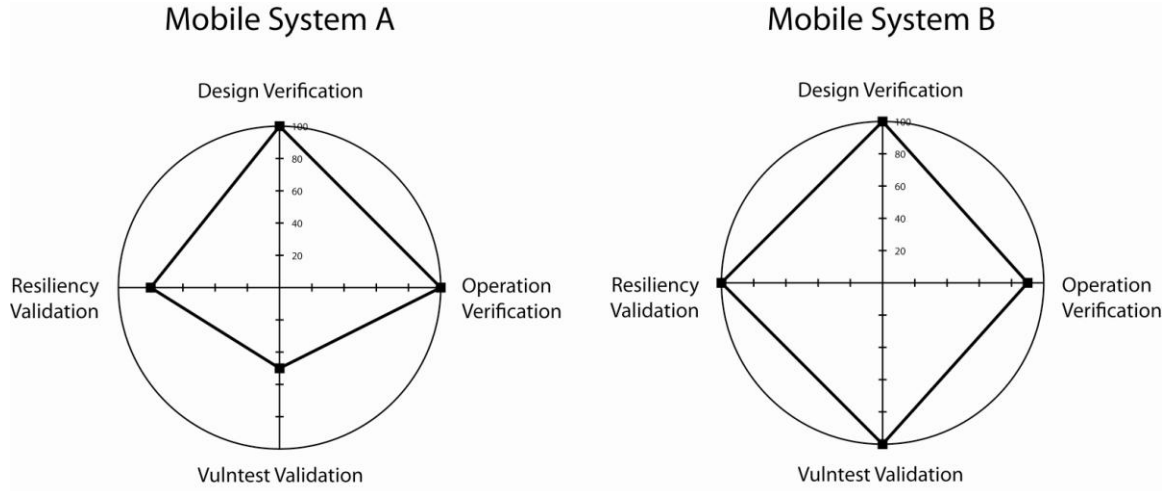 Mobile System A
Design Verification
100
80
60
40
20
Resiliency
Validation
Operation
Verification
Vulntest Validation
Mobile System B
Design Verification
100
80
60
40
20
Resiliency
Validation
Operation
Verification
Vulntest Validation